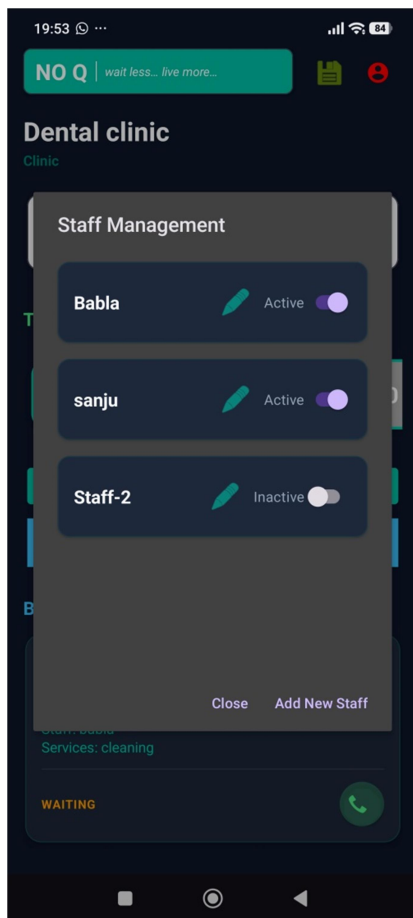 19:53 ... 84
NO Q | wait less... live more...
Dental clinic
Clinic
Staff Management
Babla Active
sanju Active
Staff-2 Inactive
Close Add New Staff
Services: cleaning
WAITING